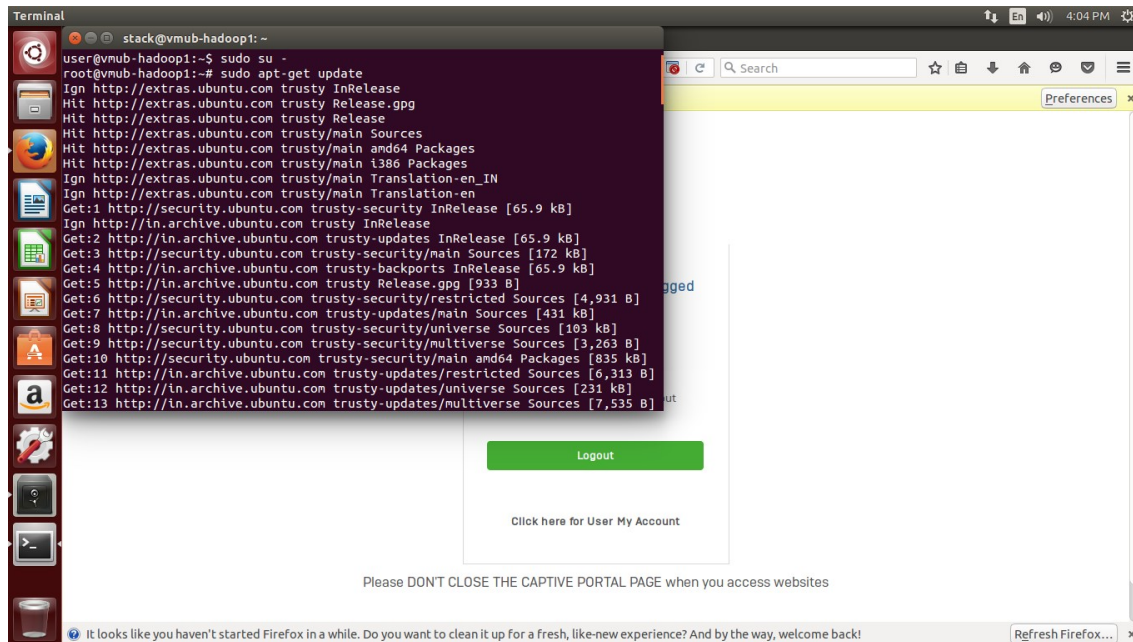 Terminal
En
4:04 PM
stack@vmub-hadoop1: ~
user@vmub-hadoop1:~$ sudo su -
root@vmub-hadoop1:~# sudo apt-get update
Ign http://extras.ubuntu.com trusty InRelease
Hit http://extras.ubuntu.com trusty Release.gpg
Hit http://extras.ubuntu.com trusty Release
Hit http://extras.ubuntu.com trusty/main Sources
Hit http://extras.ubuntu.com trusty/main amd64 Packages
Hit http://extras.ubuntu.com trusty/main i386 Packages
Ign http://extras.ubuntu.com trusty/main Translation-en_IN
Ign http://extras.ubuntu.com trusty/main Translation-en
Get:1 http://security.ubuntu.com trusty-security InRelease [65.9 kB]
Ign http://in.archive.ubuntu.com trusty InRelease
Get:2 http://in.archive.ubuntu.com trusty-updates InRelease [65.9 kB]
Get:3 http://security.ubuntu.com trusty-security/main Sources [172 kB]
Get:4 http://in.archive.ubuntu.com trusty-backports InRelease [65.9 kB]
Get:5 http://in.archive.ubuntu.com trusty Release.gpg [933 B]
Get:6 http://security.ubuntu.com trusty-security/restricted Sources [4,931 B]
Get:7 http://in.archive.ubuntu.com trusty-updates/main Sources [431 kB]
Get:8 http://security.ubuntu.com trusty-security/universe Sources [103 kB]
Get:9 http://security.ubuntu.com trusty-security/multiverse Sources [3,263 B]
Get:10 http://security.ubuntu.com trusty-security/main amd64 Packages [835 kB]
Get:11 http://in.archive.ubuntu.com trusty-updates/restricted Sources [6,313 B]
Get:12 http://in.archive.ubuntu.com trusty-updates/universe Sources [231 kB]
Get:13 http://in.archive.ubuntu.com trusty-updates/multiverse Sources [7,535 B]
Search
Preferences
gged
out
Logout
Click here for User My Account
Please DON'T CLOSE THE CAPTIVE PORTAL PAGE when you access websites
It looks like you haven't started Firefox in a while. Do you want to clean it up for a fresh, like-new experience? And by the way, welcome back!
Refresh Firefox...